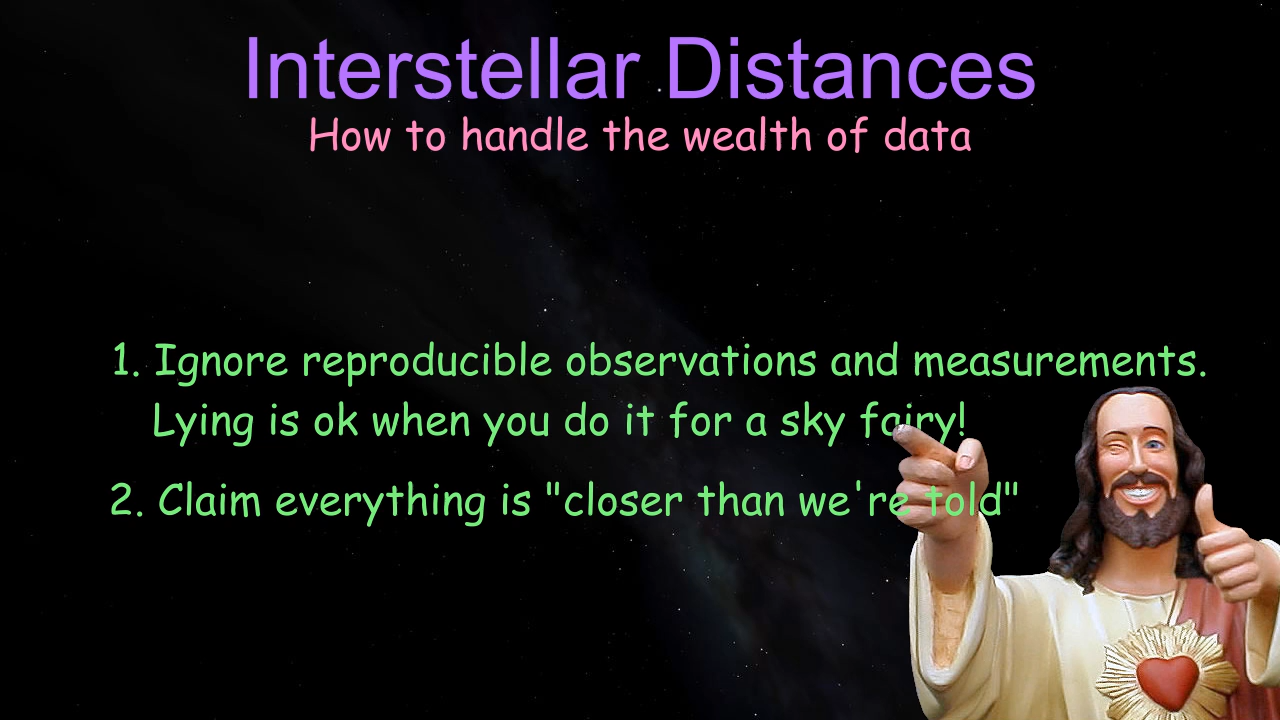 Interstellar Distances
How to handle the wealth of data
1. Ignore reproducible observations and measurements.
Lying is ok when you do it for a sky fairy!
2. Claim everything is "closer than we're told"